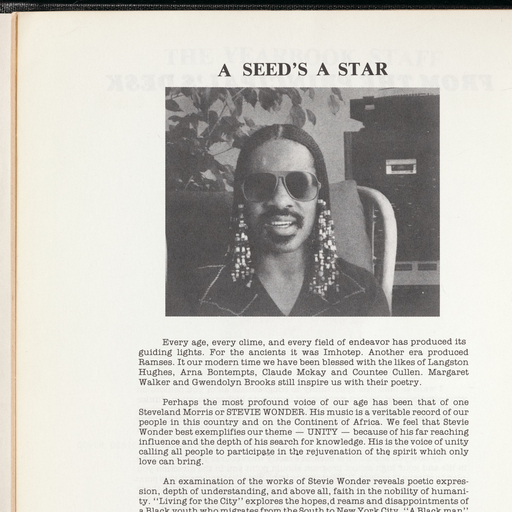 A SEED'S A STAR
Every age, every clime, and every field of endeavor has produced its
guiding lights. For the ancients it was Imhotep. Another era produced
Ramses. It our modern time we have been blessed with the likes of Langston
Hughes, Arna Bontempts, Claude Mckay and Countee Cullen. Margaret
Walker and Gwendolyn Brooks still inspire us with their poetry.
Perhaps the most profound voice of our age has been that of one
Steveland Morris or STEVIE WONDER. His music is a veritable record of our
people in this country and on the Continent of Africa. We feel that Stevie
Wonder best exemplifies our theme — UNITY — because of his far reaching
influence and the depth of his search for knowledge. His is the voice of unity
calling all people to participate in the rejuvenation of the spirit which only
love can bring.
An examination of the works of Stevie Wonder reveals poetic expres-
sion, depth of understanding, and above all, faith in the nobility of humani-
ty. "Living for the City" explores the hopes,d reams and disappointments of
a Black youth who migrates from the South to New York City. "A Black man"